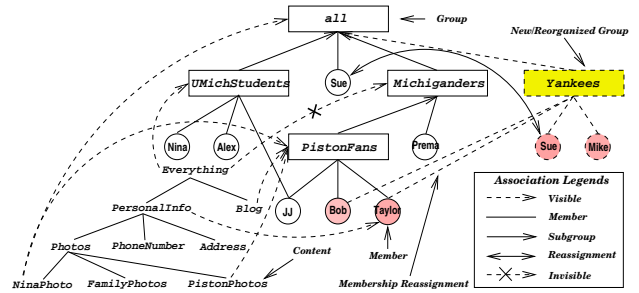 all
Group
New/Reorganized Group
UMichStudents
Sue
Michiganders
Yankees
Nina
Alex
PistonFans
Prema
Sue
Mike
Everything
Association Legends
PersonalInfo
Blog
JJ
Bob
Taylor
Visible
Member
Photos
PhoneNumber
Address
Subgroup
Content
Member
Reassignment
NinaPhoto
FamilyPhotos
PistonPhotos
Membership Reassignment
Invisible